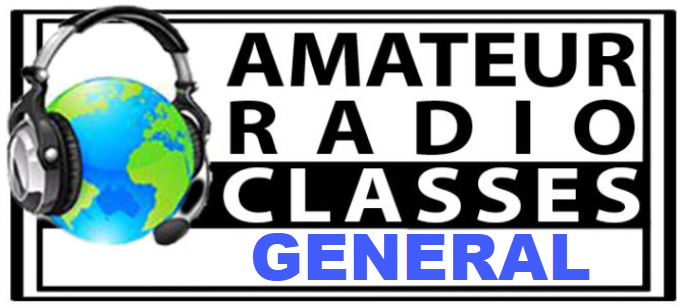 AMATEUR
RADIO
CLASSES
GENERAL